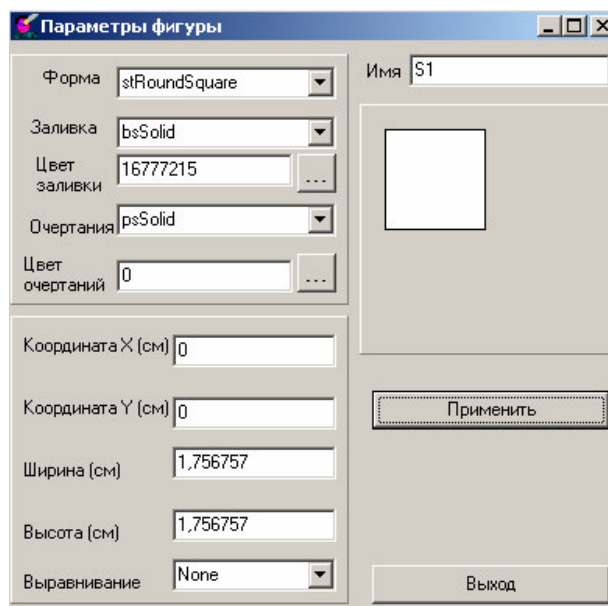 Параметры фигуры
Форма stRoundSquare
Заливка bsSolid
Цвет заливки 16777215 ...
Очертания psSolid
Цвет очертаний 0 ...
Имя S1
Координата X (см) 0
Координата Y (см) 0
Ширина (см) 1,756757
Высота (см) 1,756757
Выравнивание None
Применить
Выход